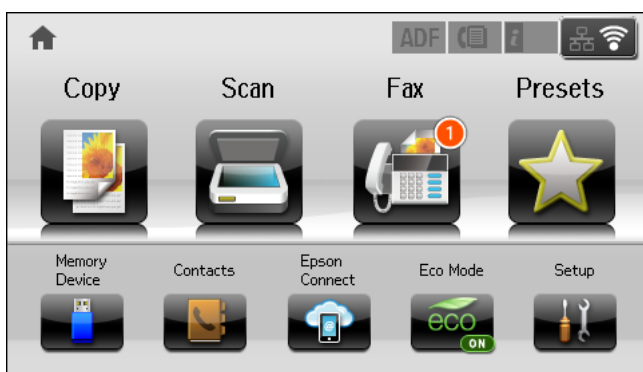 ADF i
Copy Scan Fax Presets
1
Memory Device Contacts Epson Connect Eco Mode Setup
@ eco
ON